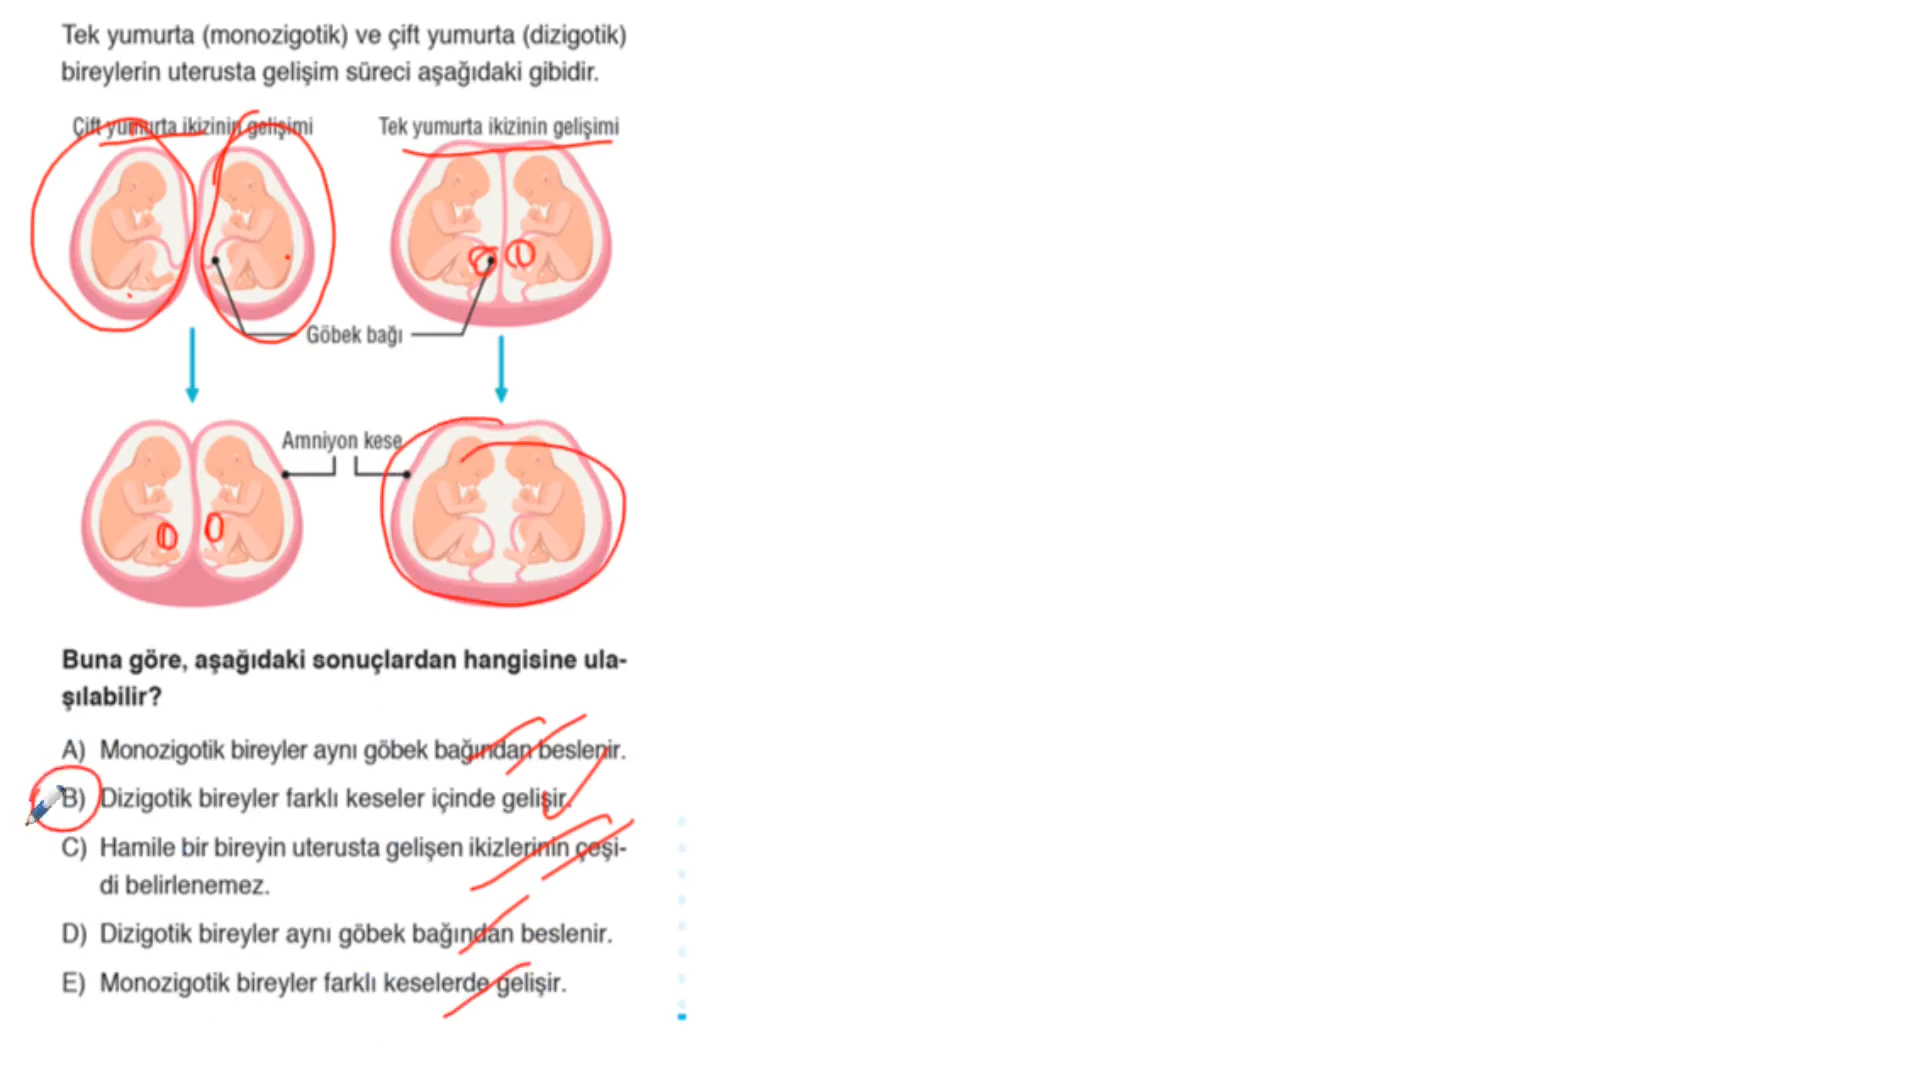 Tek yumurta (monozigotik) ve çift yumurta (dizigotik)
bireylerin uterusta gelişim süreci aşağıdaki gibidir.
Çift yumurta ikizinin gelişimi
Tek yumurta ikizinin gelişimi
Göbek bağı
Amniyon kese
Buna göre, aşağıdaki sonuçlardan hangisine ula-
şılabilir?
A) Monozigotik bireyler aynı göbek bağından beslenir.
B) Dizigotik bireyler farklı keseler içinde gelişir.
C) Hamile bir bireyin uterusta gelişen ikizlerinin çeşi-
di belirlenemez.
D) Dizigotik bireyler aynı göbek bağından beslenir.
E) Monozigotik bireyler farklı keselerde gelişir.